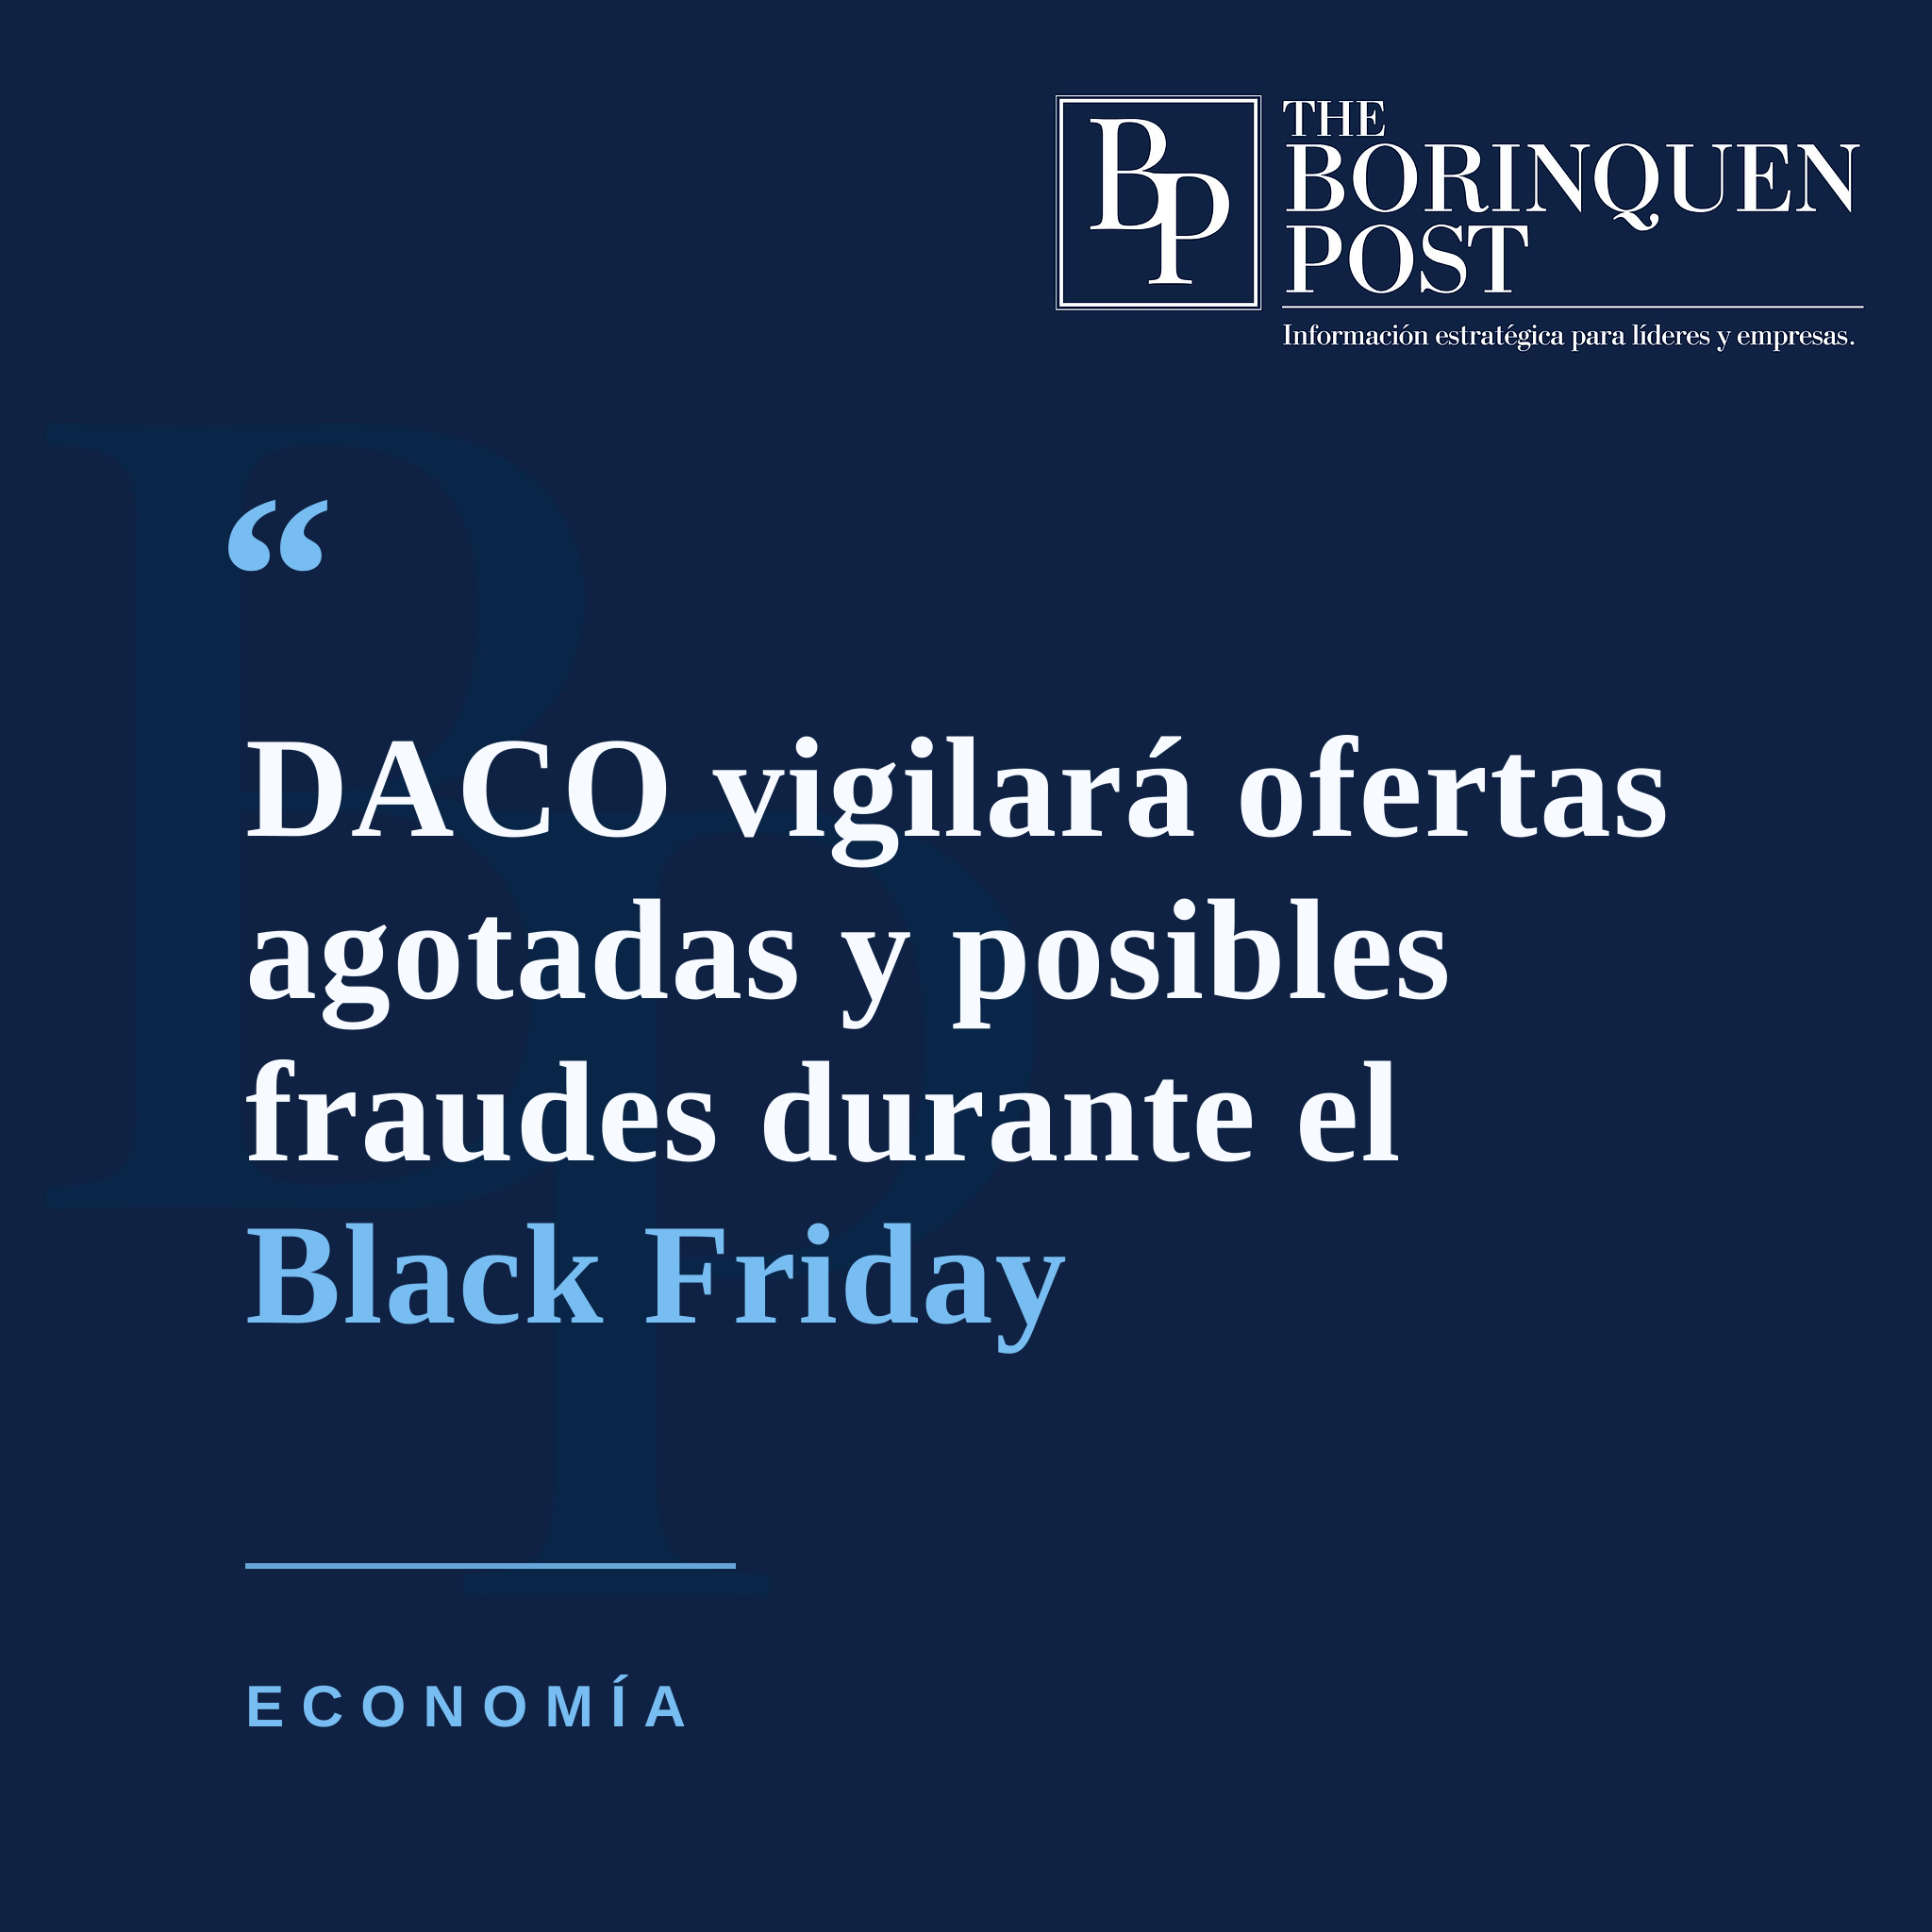 BP
THE
BORINQUEN
POST
Información estratégica para líderes y empresas.
“
DACO vigilará ofertas
agotadas y posibles
fraudes durante el
Black Friday
ECONOMÍA